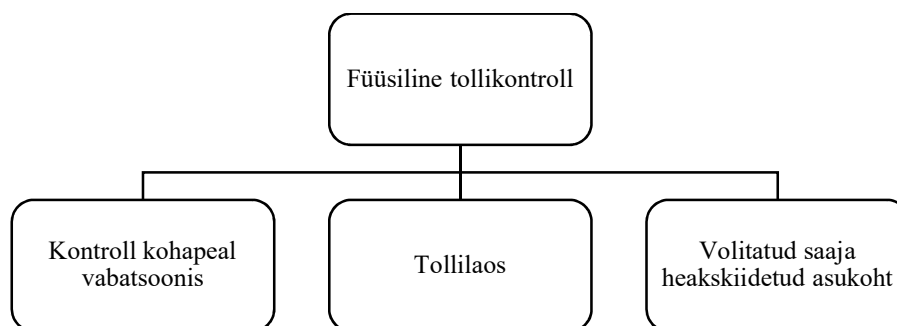 Füüsiline tollikontroll
Kontroll kohapeal
vabatsoonis
Tollilaos
Volitatud saaja
heakskiidetud asukoht